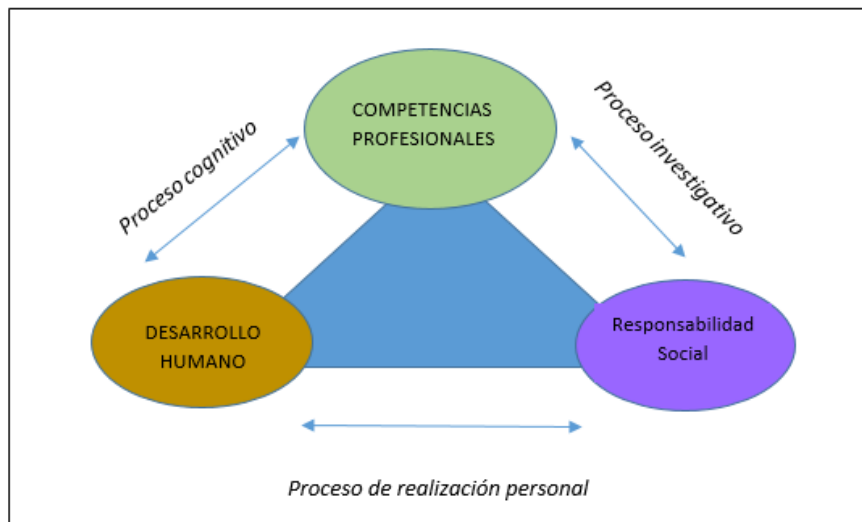 COMPETENCIAS
PROFESIONALES
Proceso cognitivo
Proceso investigativo
DESARROLLO
HUMANO
Responsabilidad
Social
Proceso de realización personal